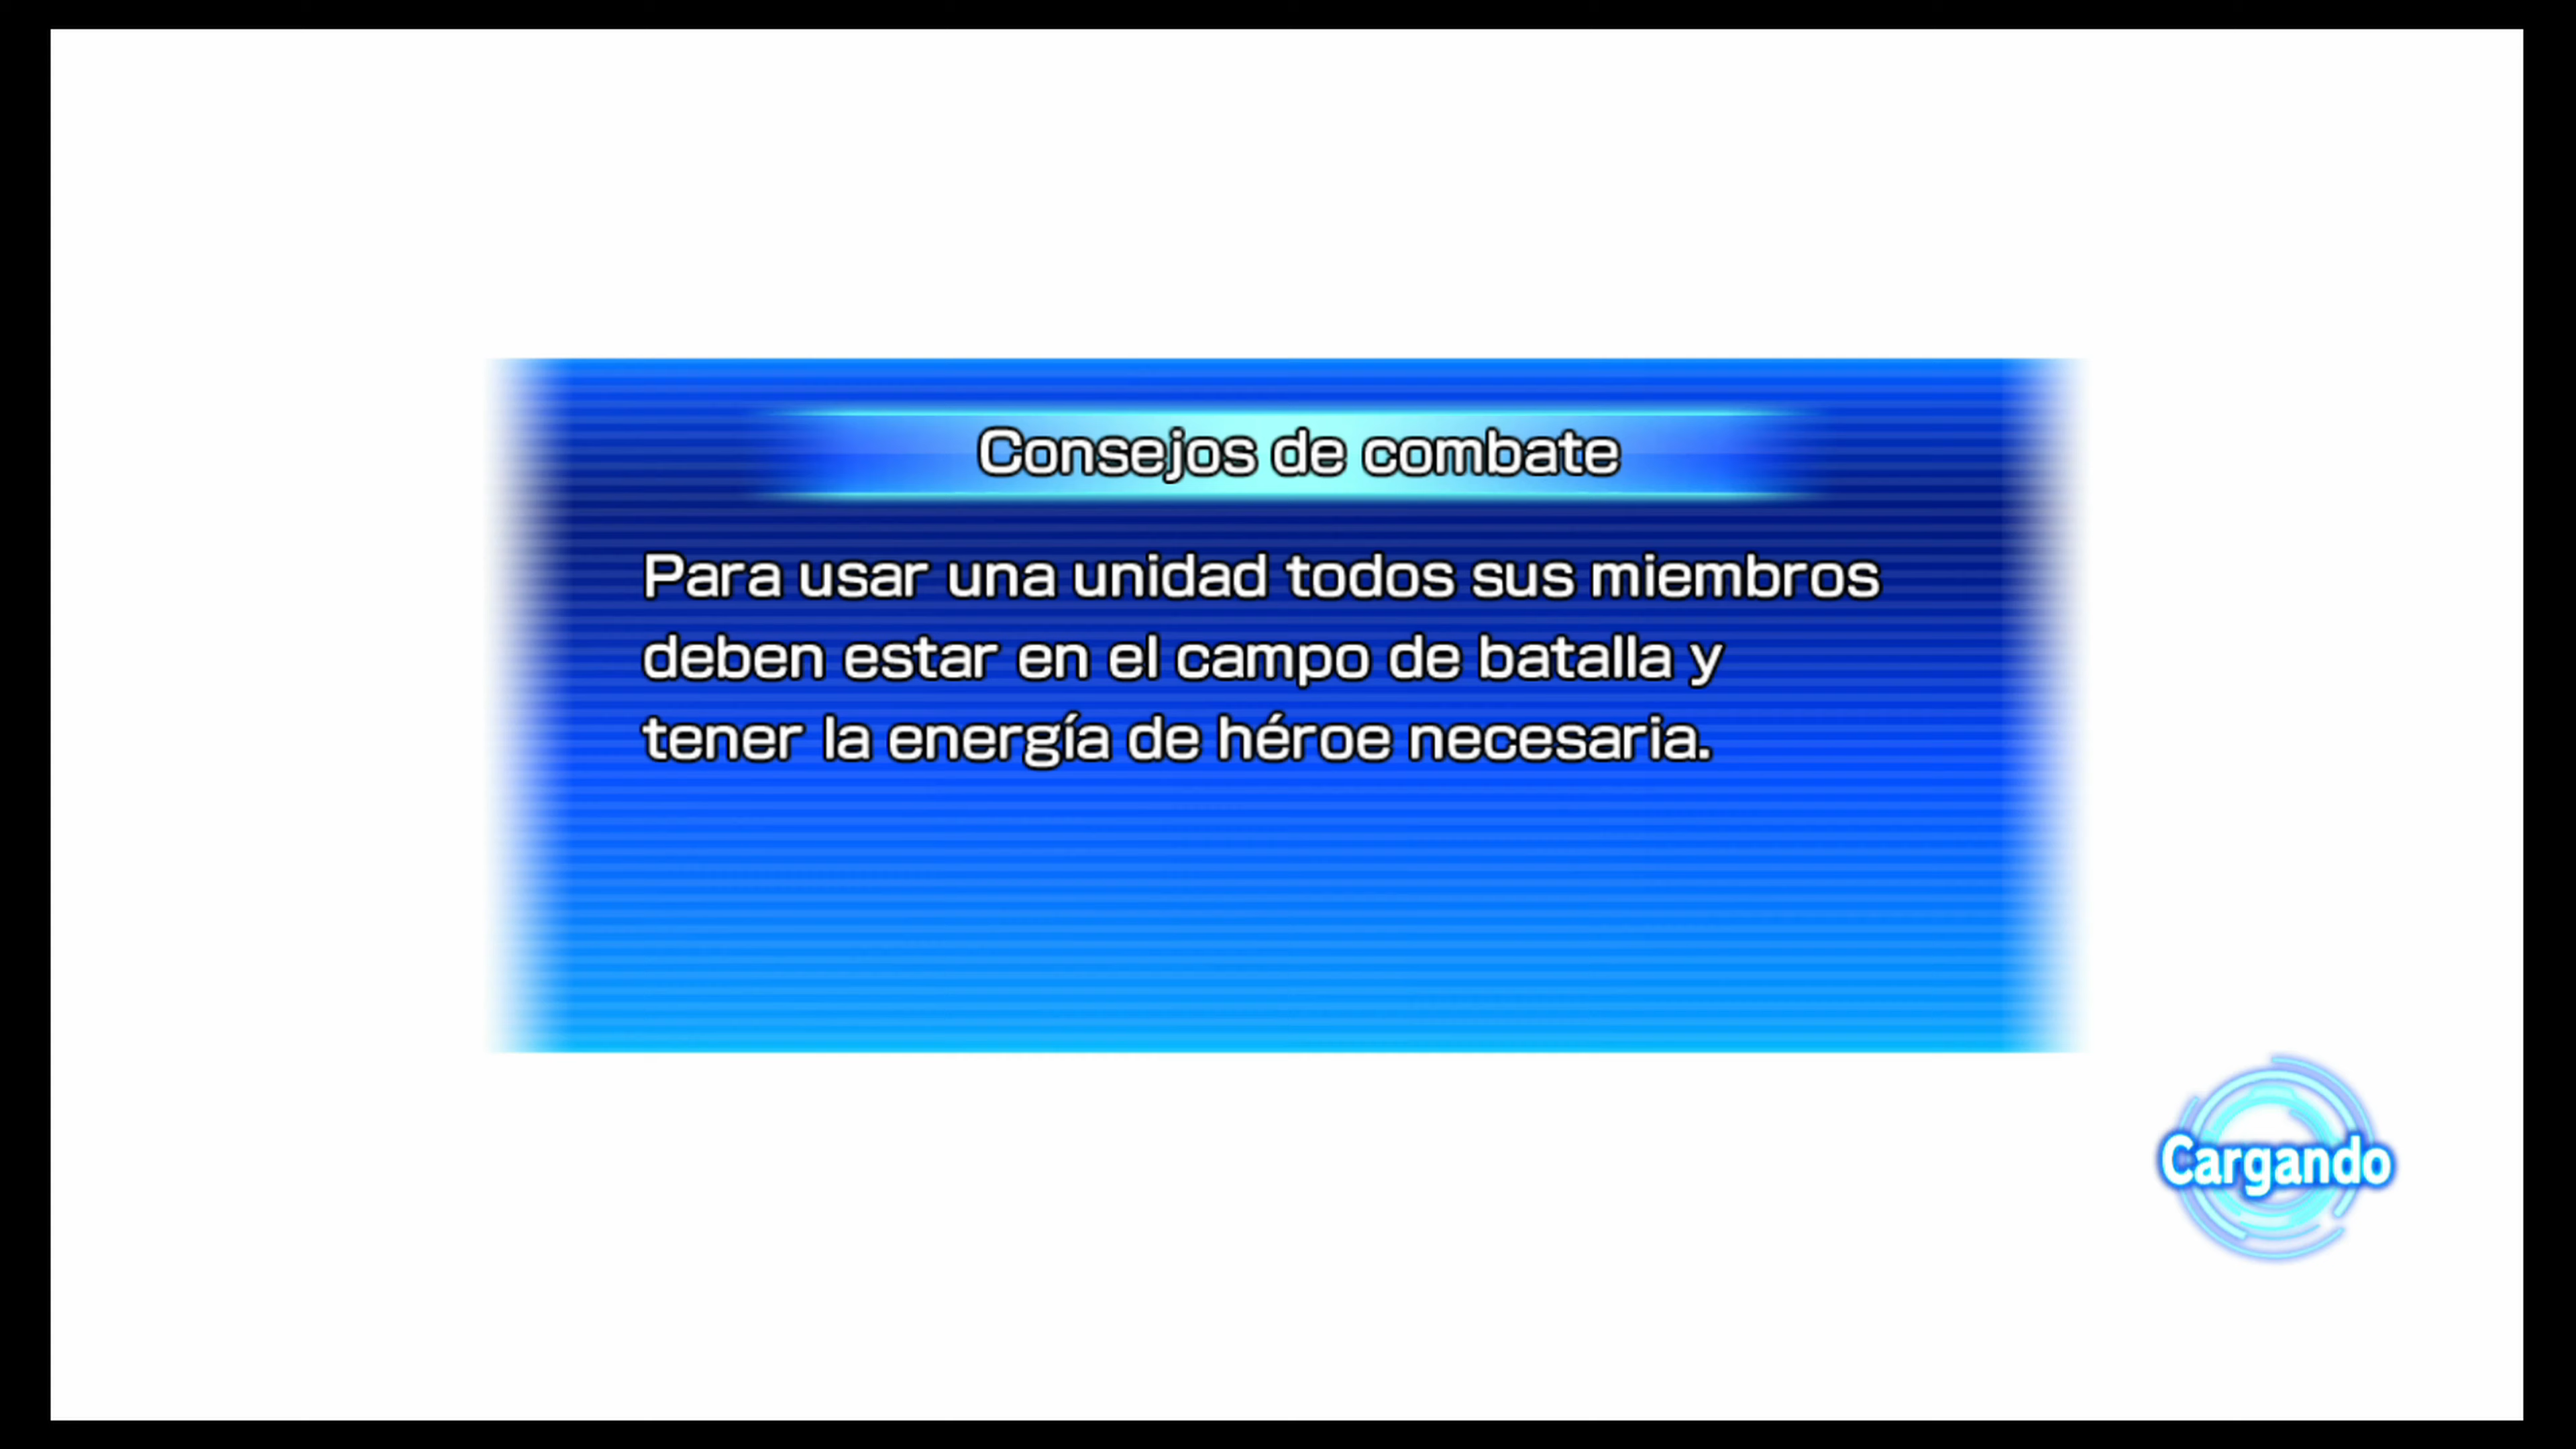 Consejos de combate
Para usar una unidad todos sus miembros
deben estar en el campo de batalla y
tener la energía de héroe necesaria.
Cargando